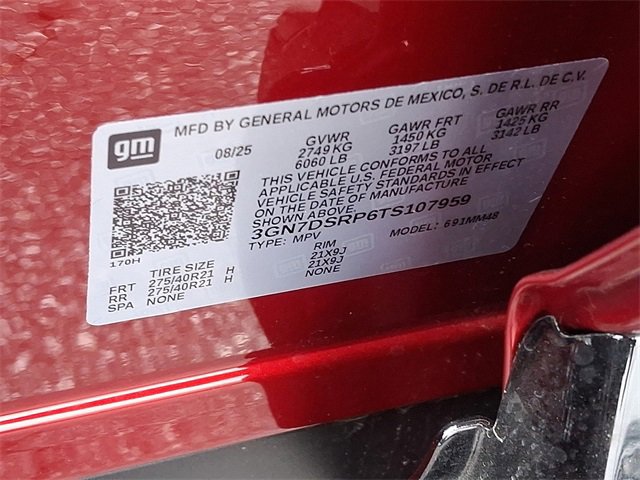 gm MFD BY GENERAL MOTORS DE MEXICO, S. DE R.L. DE C.V.
08/25 GVWR GAWR FRT GAWR RR
2749 KG 1450 KG 1425 KG
6060 LB 3197 LB 3142 LB
THIS VEHICLE CONFORMS TO ALL
APPLICABLE U.S. FEDERAL MOTOR
VEHICLE SAFETY STANDARDS IN EFFECT
ON THE DATE OF MANUFACTURE
SHOWN ABOVE
3GN7DSRP6TS107959
170H TYPE: MPV MODEL: 691MM48
TIRE SIZE RIM
FRT 275/40R21 H 21X9J
RR 275/40R21 H 21X9J
SPA NONE NONE